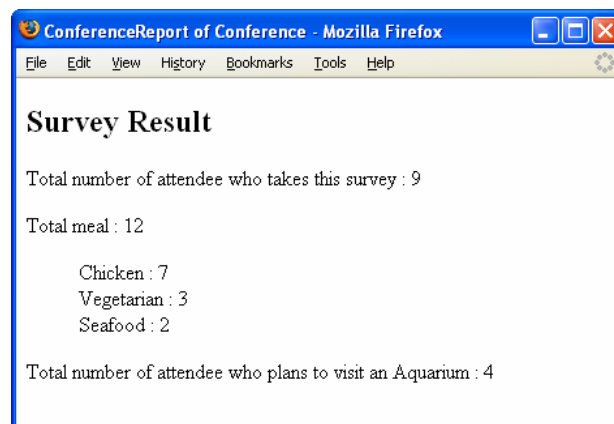 ConferenceReport of Conference - Mozilla Firefox
File Edit View History Bookmarks Tools Help
Survey Result
Total number of attendee who takes this survey : 9
Total meal : 12
Chicken : 7
Vegetarian : 3
Seafood : 2
Total number of attendee who plans to visit an Aquarium : 4